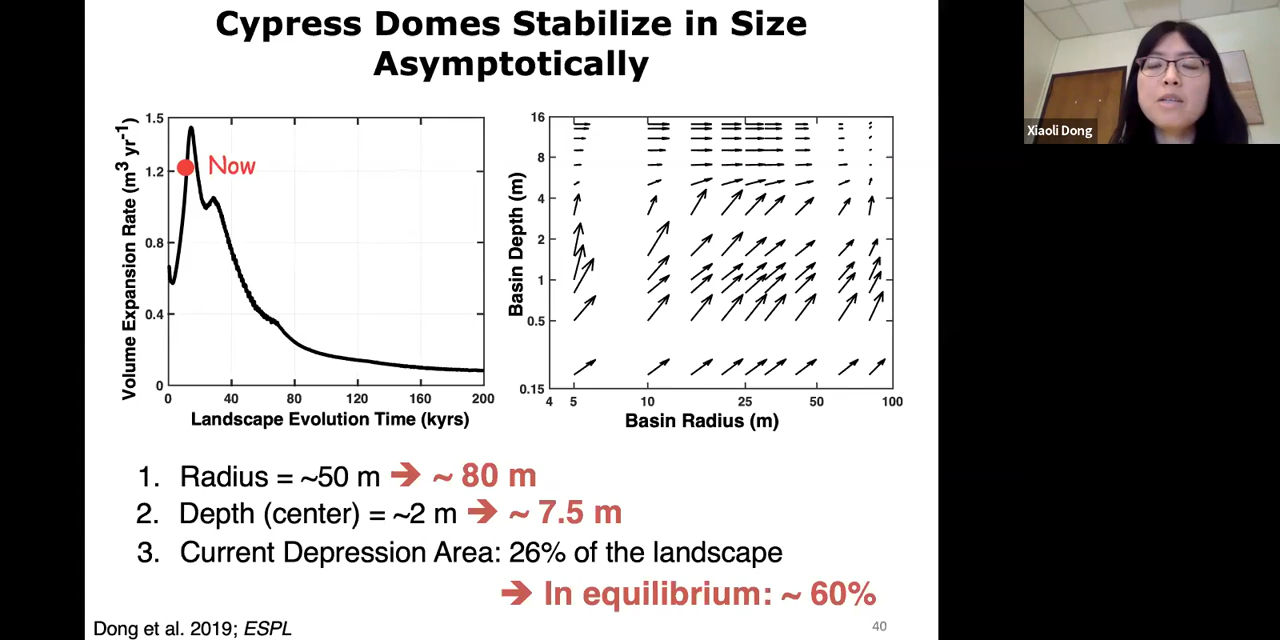 Cypress Domes Stabilize in Size
Asymptotically
Xiaoli Dong
Volume Expansion Rate (m³ yr⁻¹)
1.5
1.2
0.8
0.4
0
Now
0 40 80 120 160 200
Landscape Evolution Time (kyrs)
Basin Depth (m)
16
8
4
2
1
0.5
0.15
4 5 10 25 50 100
Basin Radius (m)
1. Radius = ~50 m ➔ ~ 80 m
2. Depth (center) = ~2 m ➔ ~ 7.5 m
3. Current Depression Area: 26% of the landscape
➔ In equilibrium: ~ 60%
Dong et al. 2019; ESPL
40